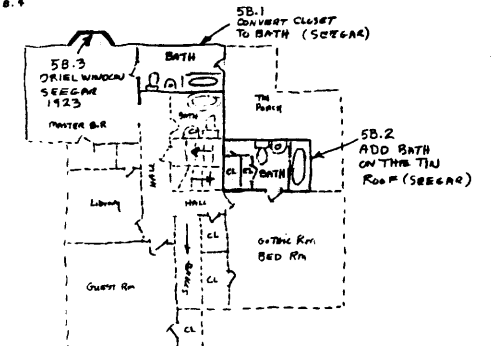 B.4
5B.1
CONVERT CLOSET
TO BATH (SEEGAR)
BATH
5B.3
ORIEL WINDOW
SEEGAR
1923
MASTER B.R
BATH
TIN
PORCH
5B.2
ADD BATH
ON THE TIN
ROOF (SEEGAR)
CL
BATH
HALL
Library
HALL
GOTHIC RM
BED RM
CL
STAIRS
CL
GUEST RM
CL